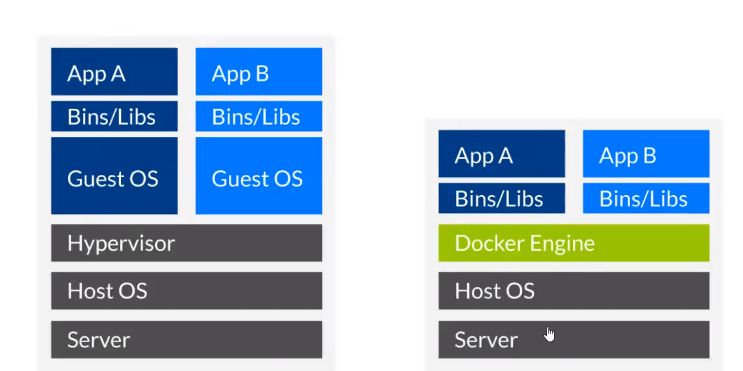 App A
App B
Bins/Libs
Bins/Libs
Guest OS
Guest OS
Hypervisor
Host OS
Server
App A
App B
Bins/Libs
Bins/Libs
Docker Engine
Host OS
Server